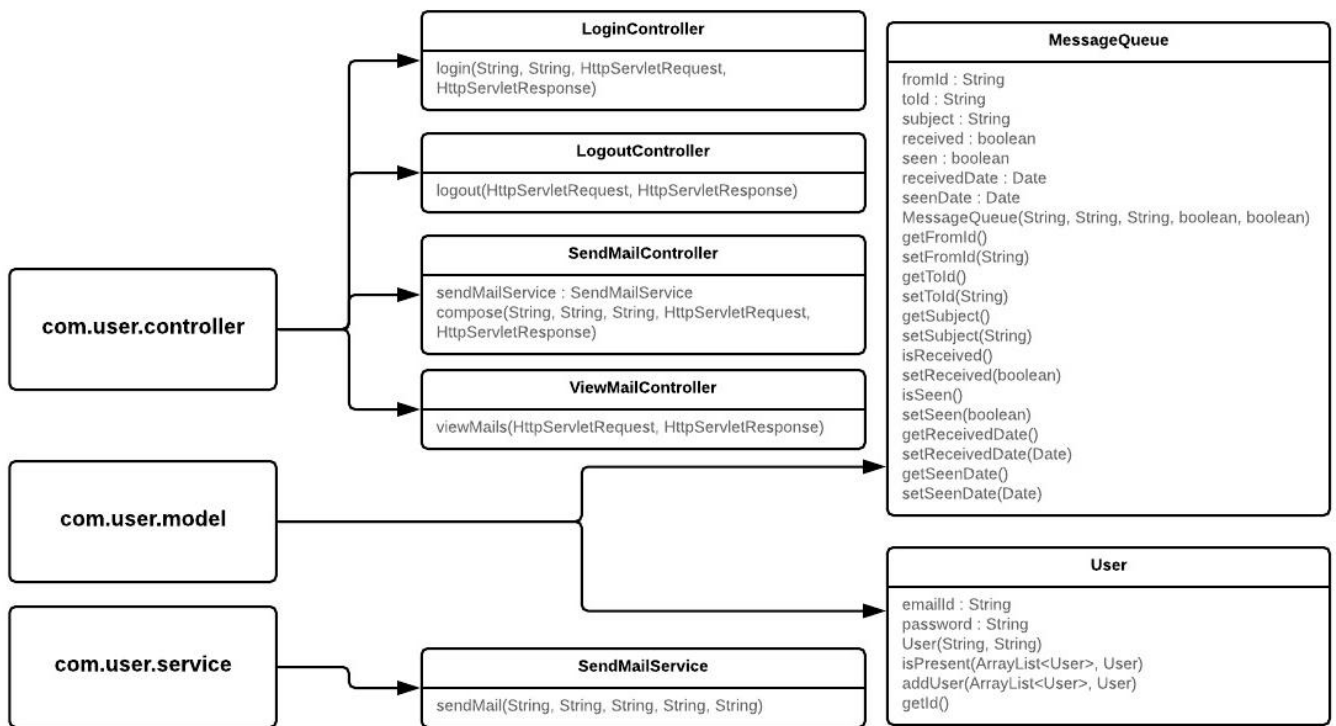 LoginController
login(String, String, HttpServletRequest,
HttpServletResponse)
LogoutController
logout(HttpServletRequest, HttpServletResponse)
SendMailController
sendMailService : SendMailService
compose(String, String, String, HttpServletRequest,
HttpServletResponse)
ViewMailController
viewMails(HttpServletRequest, HttpServletResponse)
com.user.controller
com.user.model
com.user.service
SendMailService
sendMail(String, String, String, String, String)
MessageQueue
fromId : String
toId : String
subject : String
received : boolean
seen : boolean
receivedDate : Date
seenDate : Date
MessageQueue(String, String, String, boolean, boolean)
getFromId()
setFromId(String)
getToId()
setToId(String)
getSubject()
setSubject(String)
isReceived()
setReceived(boolean)
isSeen()
setSeen(boolean)
getReceivedDate()
setReceivedDate(Date)
getSeenDate()
setSeenDate(Date)
User
emailId : String
password : String
User(String, String)
isPresent(ArrayList<User>, User)
addUser(ArrayList<User>, User)
getId()